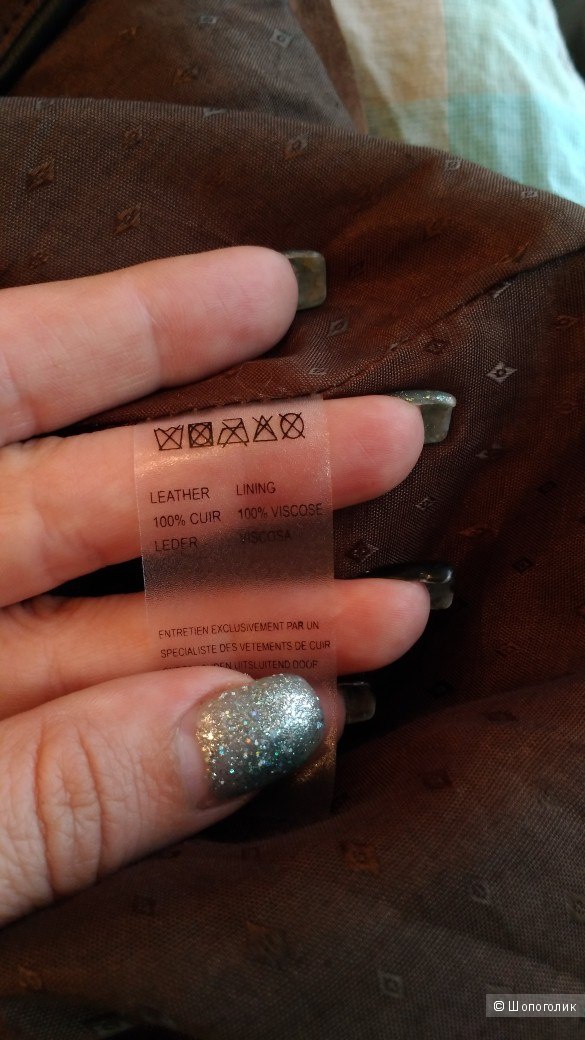 LEATHER LINING
100% CUIR 100% VISCOSE
LEDER VISCOSA
ENTRETIEN EXCLUSIVEMENT PAR UN
SPECIALISTE DES VETEMENTS DE CUIR
UITSLUITEND DOOR
© Шопоголик